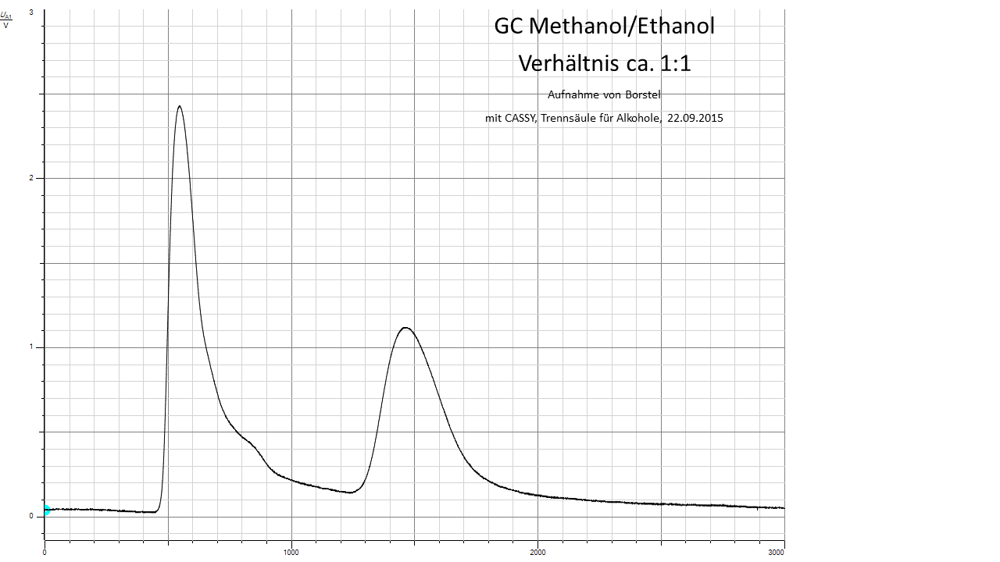 U_A1
V
3
GC Methanol/Ethanol
Verhältnis ca. 1:1
Aufnahme von Borstel
mit CASSY, Trennsäule für Alkohole, 22.09.2015
2
1
0
0 1000 2000 3000